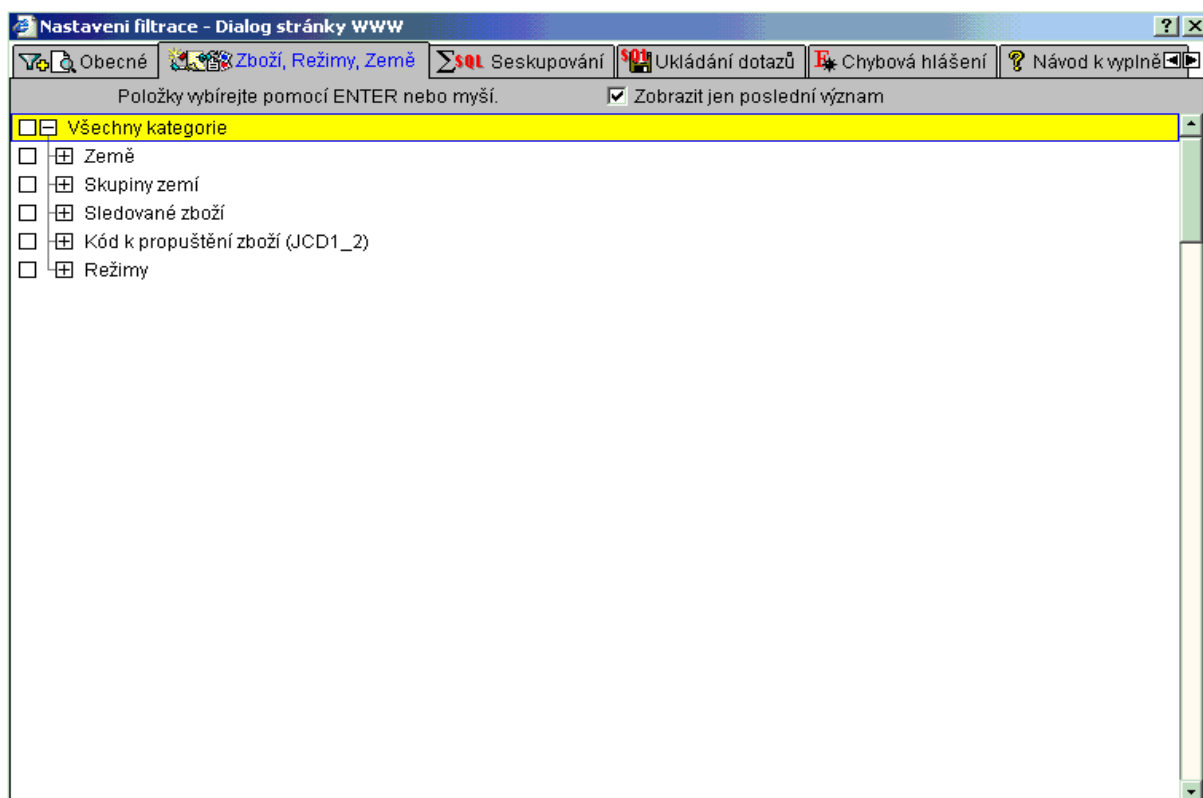 Nastavení filtrace - Dialog stránky WWW
Obecné Zboží, Režimy, Země SQL Seskupování SQL Ukládání dotazů Chybová hlášení Návod k vyplně
Položky vybírejte pomocí ENTER nebo myší. Zobrazit jen poslední význam
Všechny kategorie
Země
Skupiny zemí
Sledované zboží
Kód k propuštění zboží (JCD1_2)
Režimy